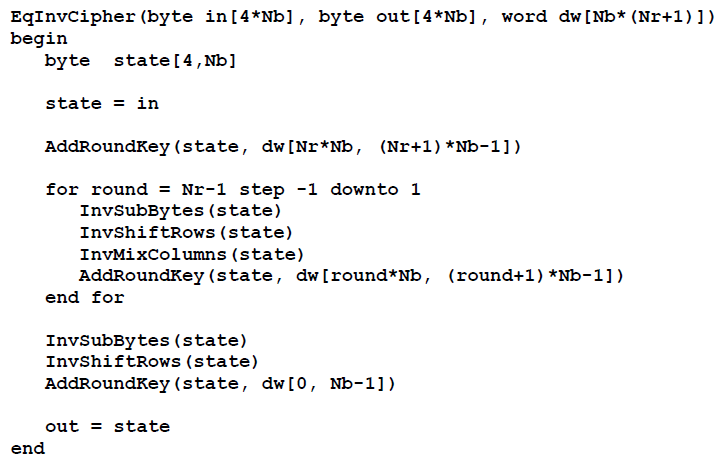 EqInvCipher(byte in[4*Nb], byte out[4*Nb], word dw[Nb*(Nr+1)])
begin
byte state[4,Nb]
state = in
AddRoundKey(state, dw[Nr*Nb, (Nr+1)*Nb-1])
for round = Nr-1 step -1 downto 1
InvSubBytes(state)
InvShiftRows(state)
InvMixColumns(state)
AddRoundKey(state, dw[round*Nb, (round+1)*Nb-1])
end for
InvSubBytes(state)
InvShiftRows(state)
AddRoundKey(state, dw[0, Nb-1])
out = state
end